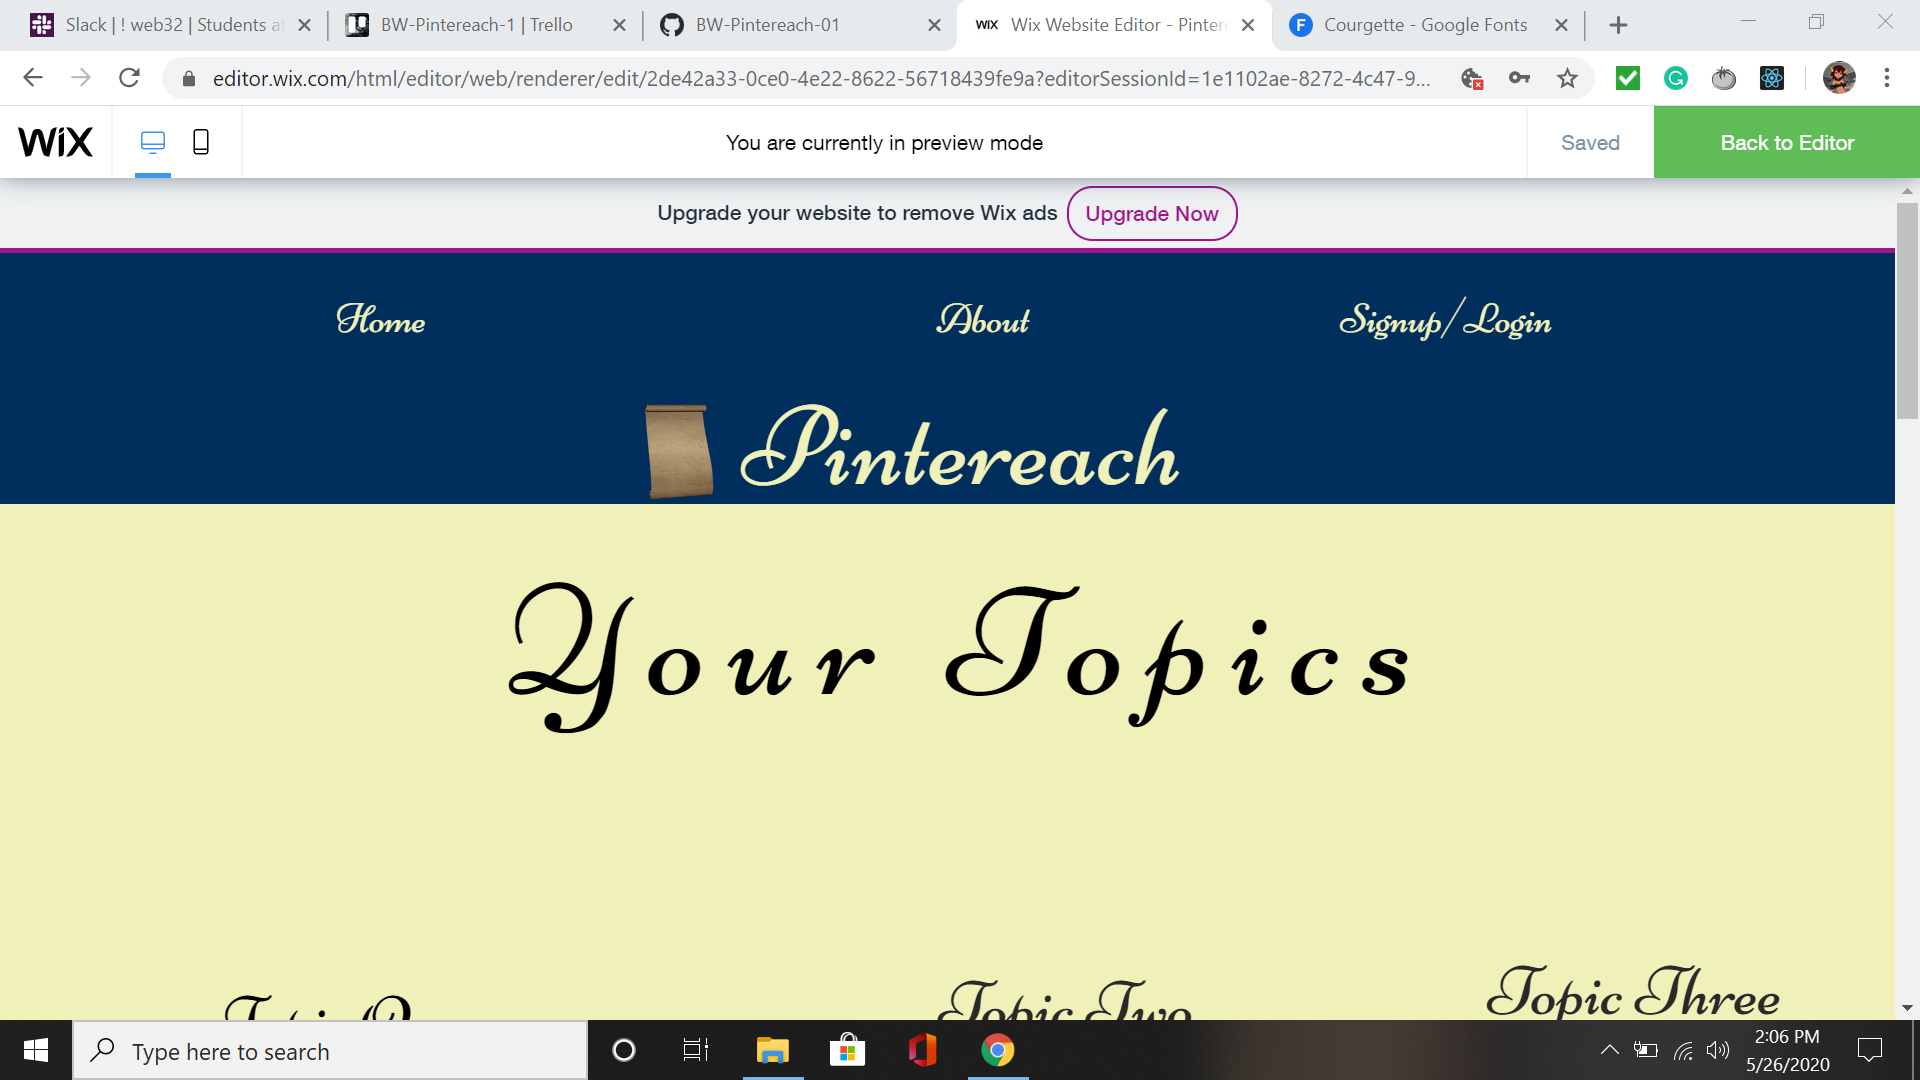 Slack | ! web32 | Students at
BW-Pintereach-1 | Trello
BW-Pintereach-01
WIX
Wix Website Editor - Pintere
F
Courgette - Google Fonts
editor.wix.com/html/editor/web/renderer/edit/2de42a33-0ce0-4e22-8622-56718439fe9a?editorSessionId=1e1102ae-8272-4c47-9...
WiX
You are currently in preview mode
Saved
Back to Editor
Upgrade your website to remove Wix ads
Upgrade Now
Home
About
Signup/Login
Pintereach
Your Topics
Topic Two
Topic Three
Type here to search
2:06 PM
5/26/2020